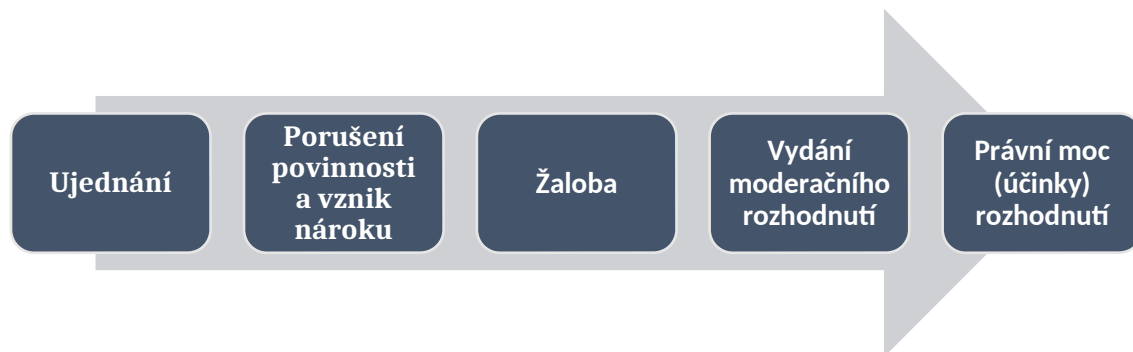 Ujednání
Porušení
povinnosti
a vznik
nároku
Žaloba
Vydání
moderačního
rozhodnutí
Právní moc
(účinky)
rozhodnutí